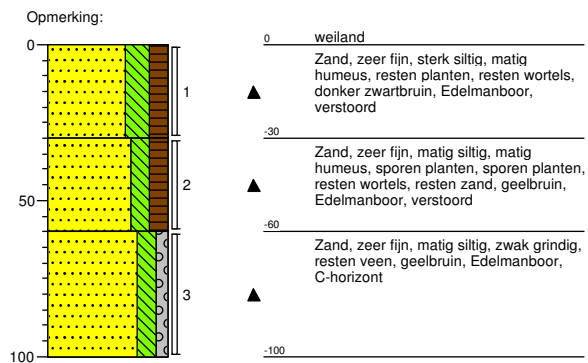 Opmerking:
0
0 weiland
Zand, zeer fijn, sterk siltig, matig
humeus, resten planten, resten wortels,
donker zwartbruin, Edelmanboor,
verstoord
1
-30
Zand, zeer fijn, matig siltig, matig
humeus, sporen planten, sporen planten,
resten wortels, resten zand, geelbruin,
Edelmanboor, verstoord
2
50
-60
Zand, zeer fijn, matig siltig, zwak grindig,
resten veen, geelbruin, Edelmanboor,
C-horizont
3
100
-100